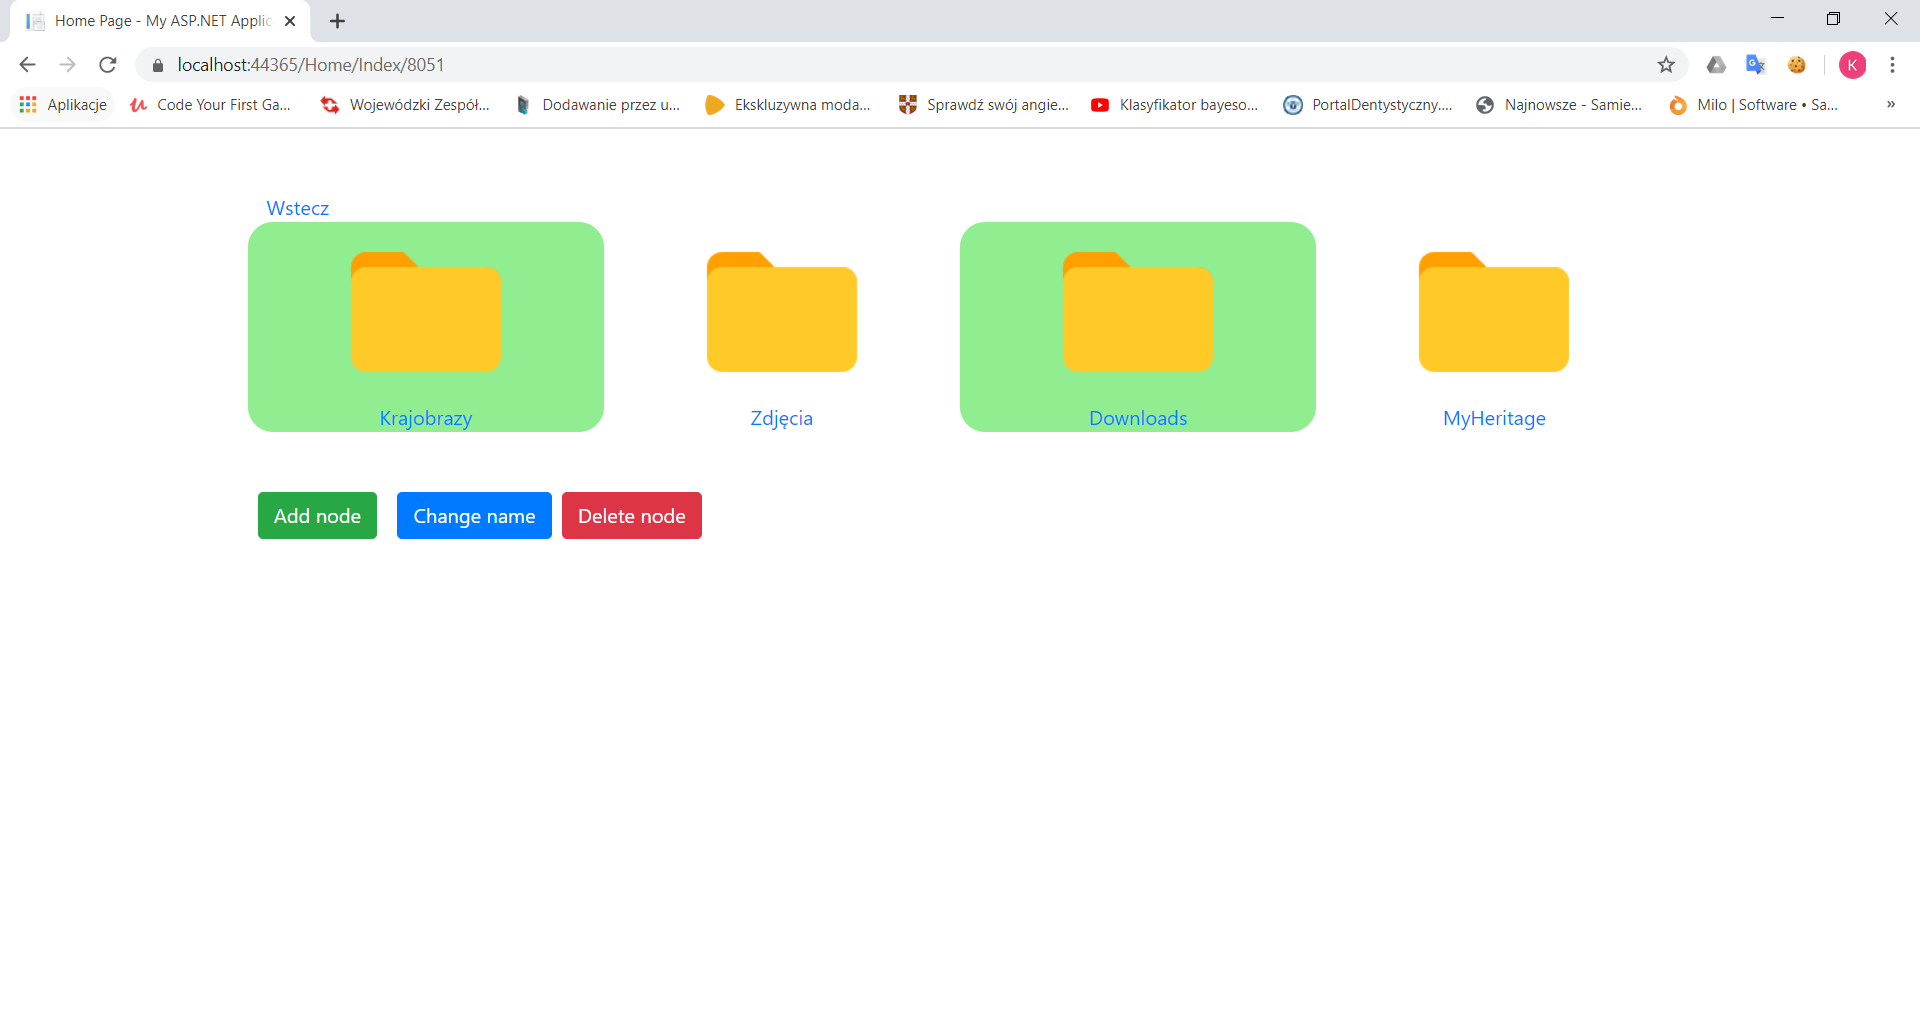 Home Page - My ASP.NET Applic
localhost:44365/Home/Index/8051
K
Aplikacje Code Your First Ga... Wojewódzki Zespół... Dodawanie przez u... Ekskluzywna moda... Sprawdź swój angie... Klasyfikator bayeso... PortalDentystyczny.... Najnowsze - Samie... Milo | Software • Sa... »
Wstecz
Krajobrazy Zdjęcia Downloads MyHeritage
Add node Change name Delete node